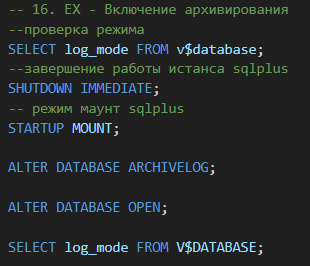 -- 16. EX - Включение архивирования
--проверка режима
SELECT log_mode FROM v$database;
--завершение работы истанса sqlplus
SHUTDOWN IMMEDIATE;
-- режим маунт sqlplus
STARTUP MOUNT;
ALTER DATABASE ARCHIVELOG;
ALTER DATABASE OPEN;
SELECT log_mode FROM V$DATABASE;